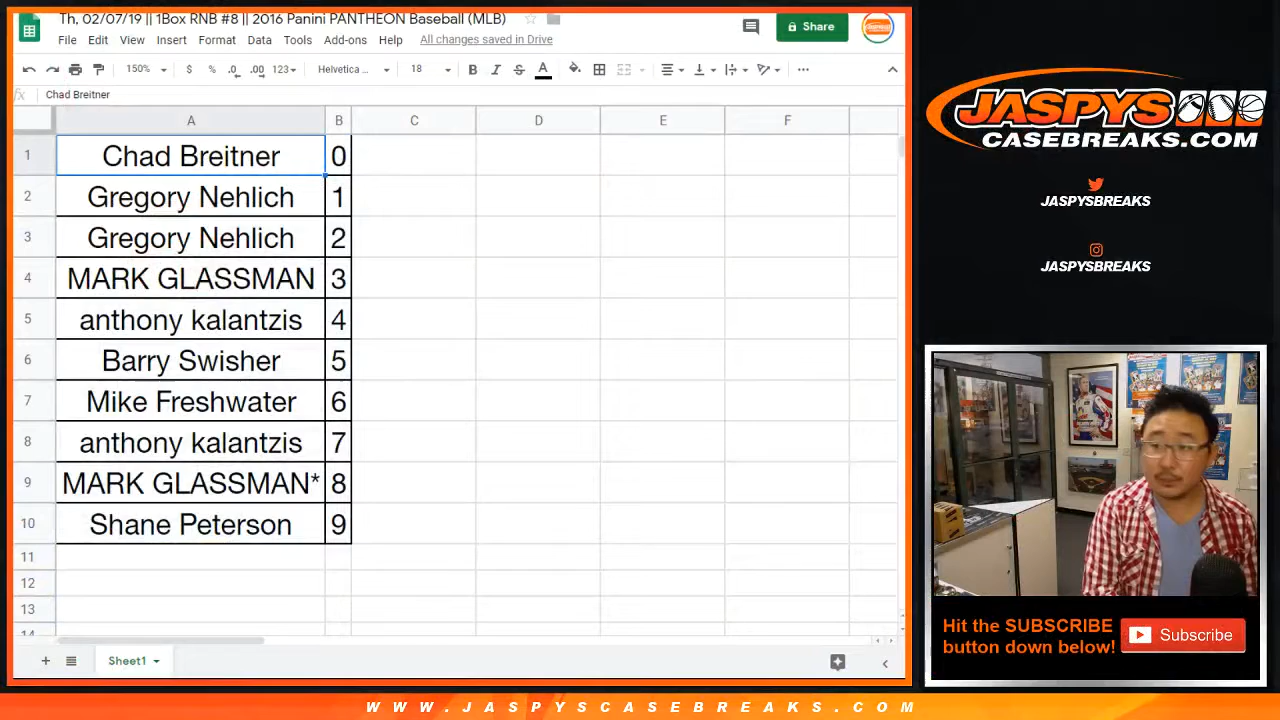 Th, 02/07/19 || 1Box RNB #8 || 2016 Panini PANTHEON Baseball (MLB)
File Edit View Insert Format Data Tools Add-ons Help All changes saved in Drive
Share
150% $ % .0 .00 123 Helvetica ... 18 B I S A
fx Chad Breitner
A B C D E F
1 Chad Breitner 0
2 Gregory Nehlich 1
3 Gregory Nehlich 2
4 MARK GLASSMAN 3
5 anthony kalantzis 4
6 Barry Swisher 5
7 Mike Freshwater 6
8 anthony kalantzis 7
9 MARK GLASSMAN* 8
10 Shane Peterson 9
11
12
13
14
Sheet1
JASPYS
CASEBREAKS.COM
JASPYSBREAKS
JASPYSBREAKS
Hit the SUBSCRIBE
button down below!
Subscribe
WWW.JASPYSCASEBREAKS.COM